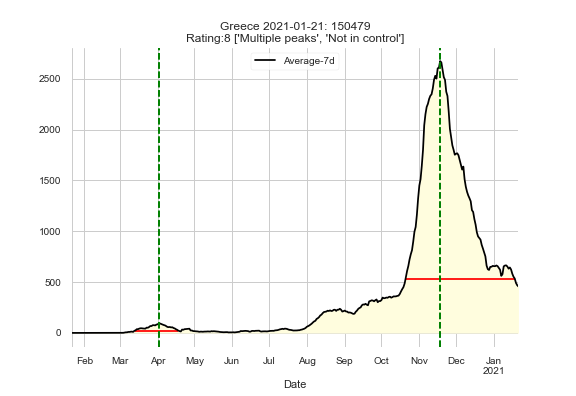 Greece 2021-01-21: 150479
Rating:8 ['Multiple peaks', 'Not in control']
Average-7d
2500
2000
1500
1000
500
0
Feb Mar Apr May Jun Jul Aug Sep Oct Nov Dec Jan
2021
Date